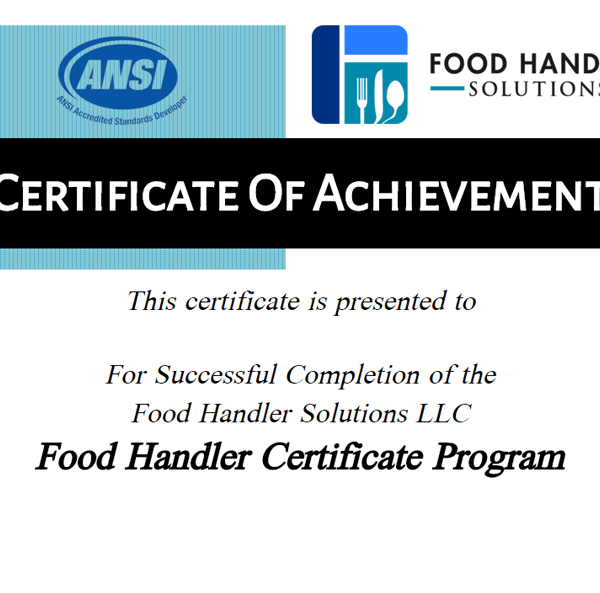 ANSI
ANSI Accredited Standards Developer
FOOD HAND
SOLUTIONS
CERTIFICATE OF ACHIEVEMENT
This certificate is presented to
For Successful Completion of the
Food Handler Solutions LLC
Food Handler Certificate Program